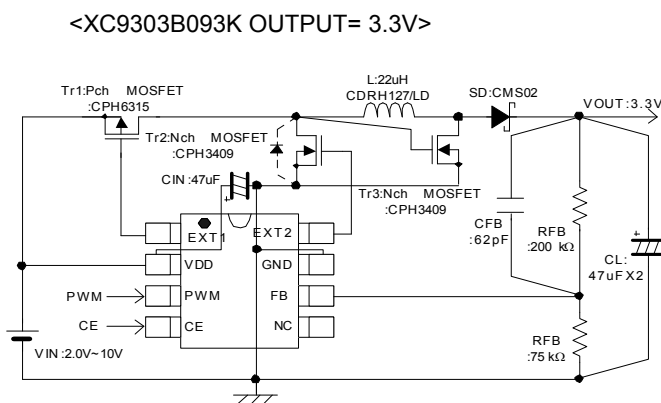 <XC9303B093K OUTPUT= 3.3V>
Tr1:Pch MOSFET
:CPH6315
L:22uH
CDRH127/LD
SD:CMS02
VOUT:3.3V
Tr2:Nch MOSFET
:CPH3409
CIN:47uF
+
Tr3:Nch MOSFET
:CPH3409
CFB
:62pF
RFB
:200 kΩ
+
CL:
47uFX2
EXT1
EXT2
VDD
GND
PWM
PWM
FB
CE
CE
NC
VIN:2.0V~10V
RFB
:75 kΩ